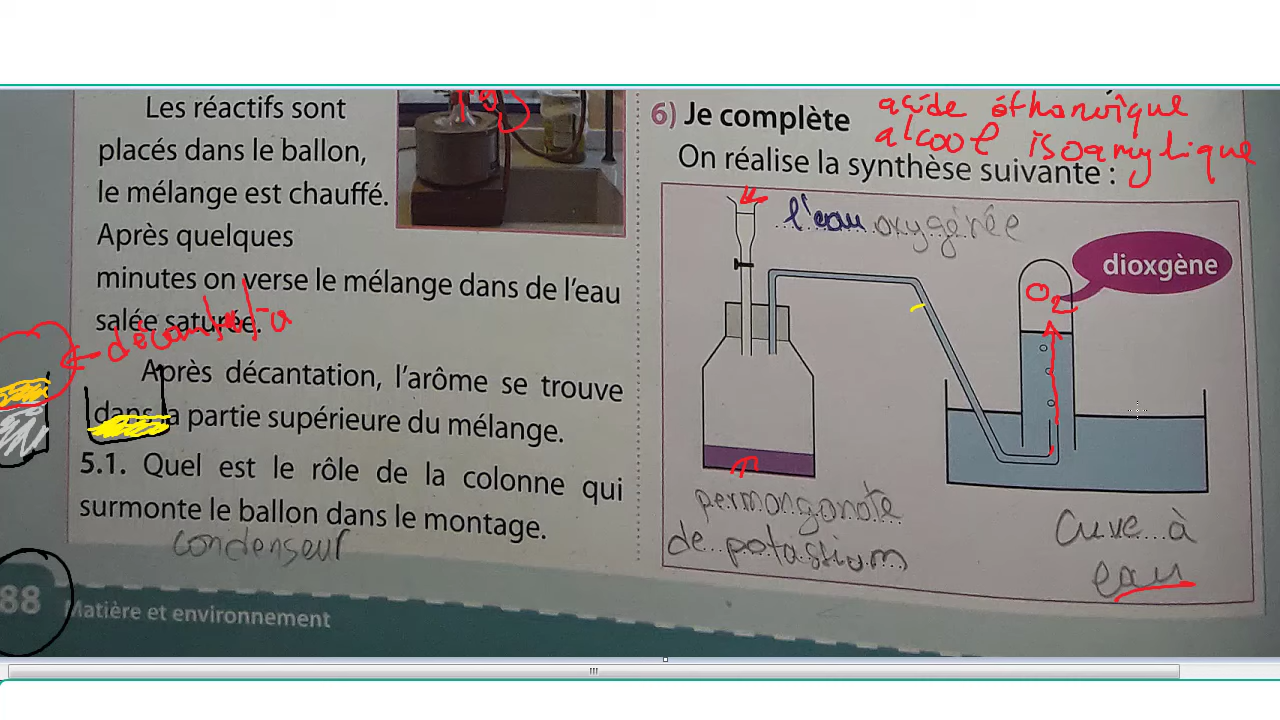 Les réactifs sont
placés dans le ballon,
le mélange est chauffé.
Après quelques
minutes on verse le mélange dans de l'eau
salée saturée.
Après décantation, l'arôme se trouve
dans la partie supérieure du mélange.
5.1. Quel est le rôle de la colonne qui
surmonte le ballon dans le montage.
condenseur
88
Matière et environnement
acide éthanoïque
6) Je complète
alcool isoamylique
On réalise la synthèse suivante :
l'eau oxygénée
dioxgène
O2
permanganate
de potassium
Cuve à
eau